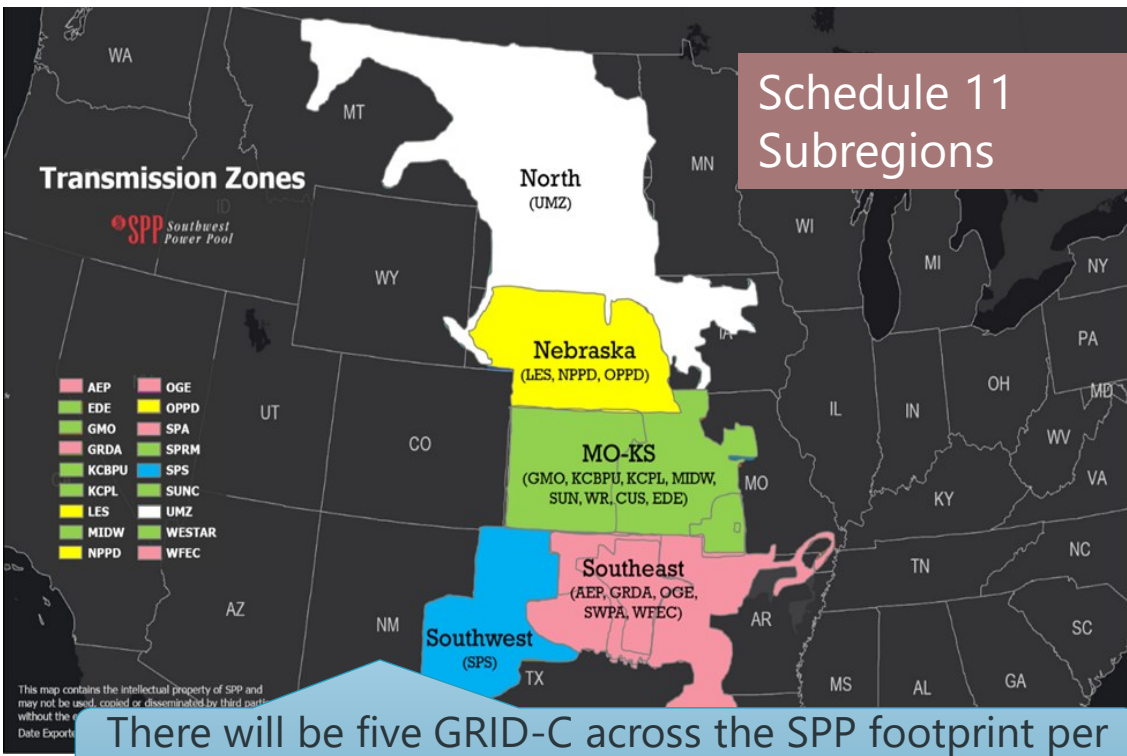 Schedule 11
Subregions
Transmission Zones
SPP Southwest
Power Pool
WA
MT
MN
WI
MI
NY
ID
WY
IA
PA
UT
CO
IL
IN
OH
MD
WV
VA
MO
KY
NC
TN
AZ
NM
AR
SC
TX
MS
AL
GA
North
(UMZ)
Nebraska
(LES, NPPD, OPPD)
MO-KS
(GMO, KCBPU, KCPL, MIDW,
SUN, WR, CUS, EDE)
Southeast
(AEP, GRDA, OGE,
SWPA, WFEC)
Southwest
(SPS)
AEP OGE
EDE OPPD
GMO SPA
GRDA SPRM
KCBPU SPS
KCPL SUNC
LES UMZ
MIDW WESTAR
NPPD WFEC
This map contains the intellectual property of SPP and
may not be used, copied or disseminated by third
without the
Date
There will be five GRID-C across the SPP footprint per